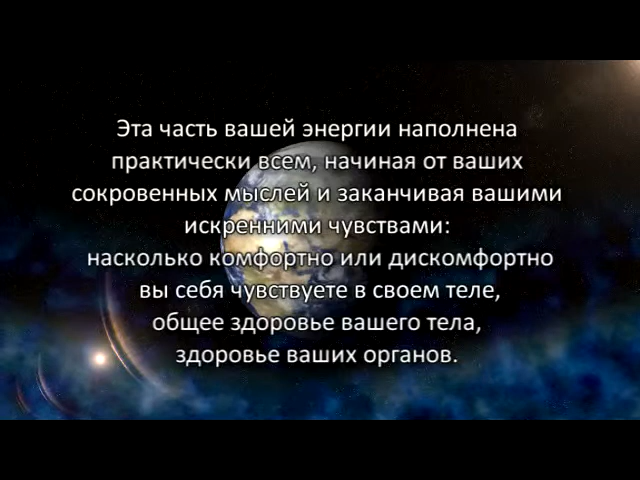 Эта часть вашей энергии наполнена
практически всем, начиная от ваших
сокровенных мыслей и заканчивая вашими
искренними чувствами:
насколько комфортно или дискомфортно
вы себя чувствуете в своем теле,
общее здоровье вашего тела,
здоровье ваших органов.